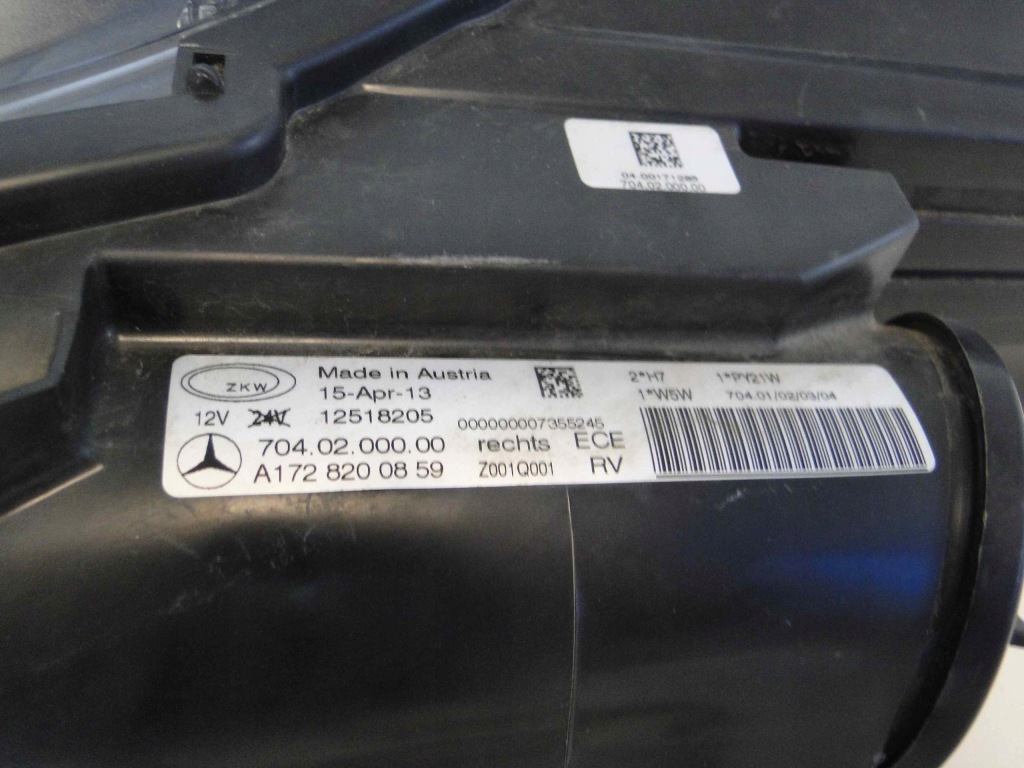 04.00171285
704.02.000.00
ZKW
Made in Austria
15-Apr-13
12V 24V 12518205
000000007355245
704.02.000.00 rechts ECE
A172 820 08 59 Z001Q001 RV
2*H7 1*PY21W
1*W5W 704.01/02/03/04